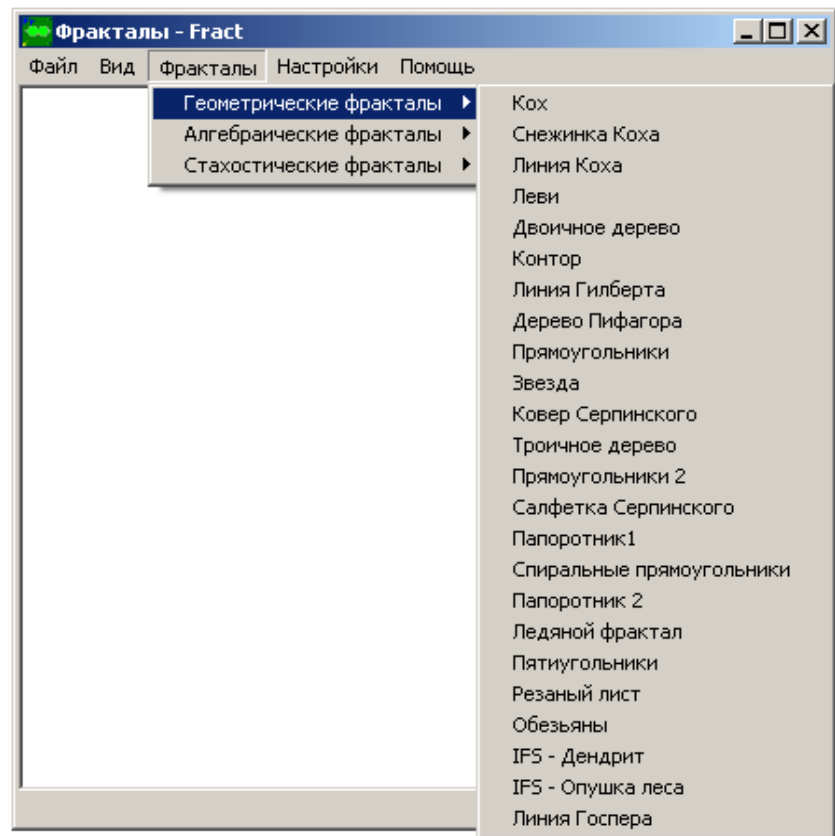 Фракталы - Fract
Файл Вид Фракталы Настройки Помощь
Геометрические фракталы
Алгебраические фракталы
Стахостические фракталы
Кох
Снежинка Коха
Линия Коха
Леви
Двоичное дерево
Контор
Линия Гилберта
Дерево Пифагора
Прямоугольники
Звезда
Ковер Серпинского
Троичное дерево
Прямоугольники 2
Салфетка Серпинского
Папоротник1
Спиральные прямоугольники
Папоротник 2
Ледяной фрактал
Пятиугольники
Резаный лист
Обезьяны
IFS - Дендрит
IFS - Опушка леса
Линия Госпера